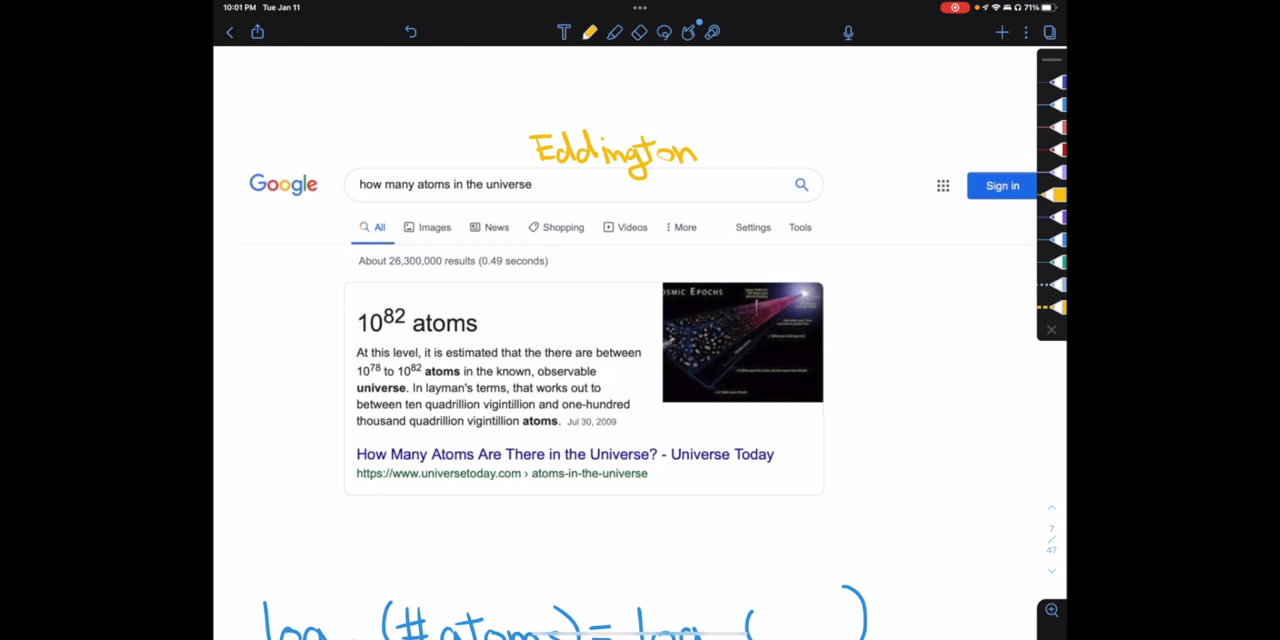 10:01 PM Tue Jan 11
71%
Eddington
Google
how many atoms in the universe
Sign in
All Images News Shopping Videos More Settings Tools
About 26,300,000 results (0.49 seconds)
10⁸² atoms
At this level, it is estimated that the there are between
10⁷⁸ to 10⁸² atoms in the known, observable
universe. In layman's terms, that works out to
between ten quadrillion vigintillion and one-hundred
thousand quadrillion vigintillion atoms. Jul 30, 2009
OSMIC EPOCHS
How Many Atoms Are There in the Universe? - Universe Today
https://www.universetoday.com › atoms-in-the-universe
7
/
47
log (# atoms) = log ( )